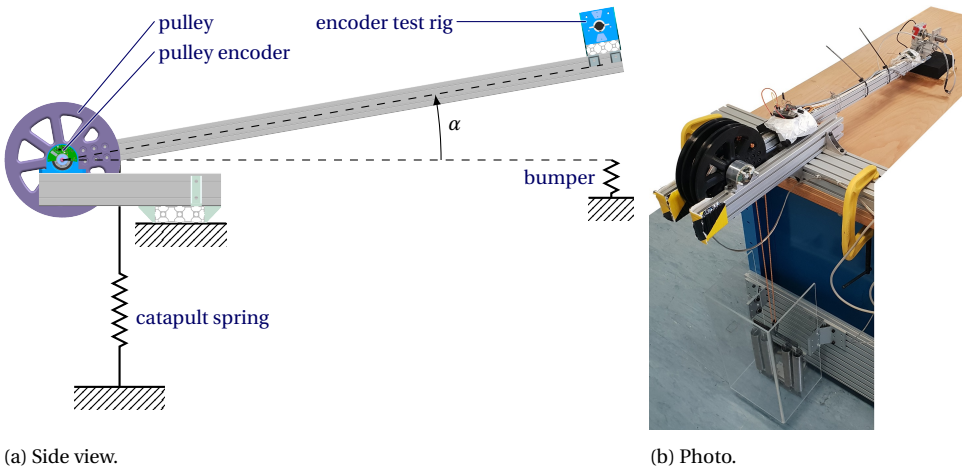 pulley
encoder test rig
pulley encoder
α
bumper
catapult spring
(a) Side view.
(b) Photo.